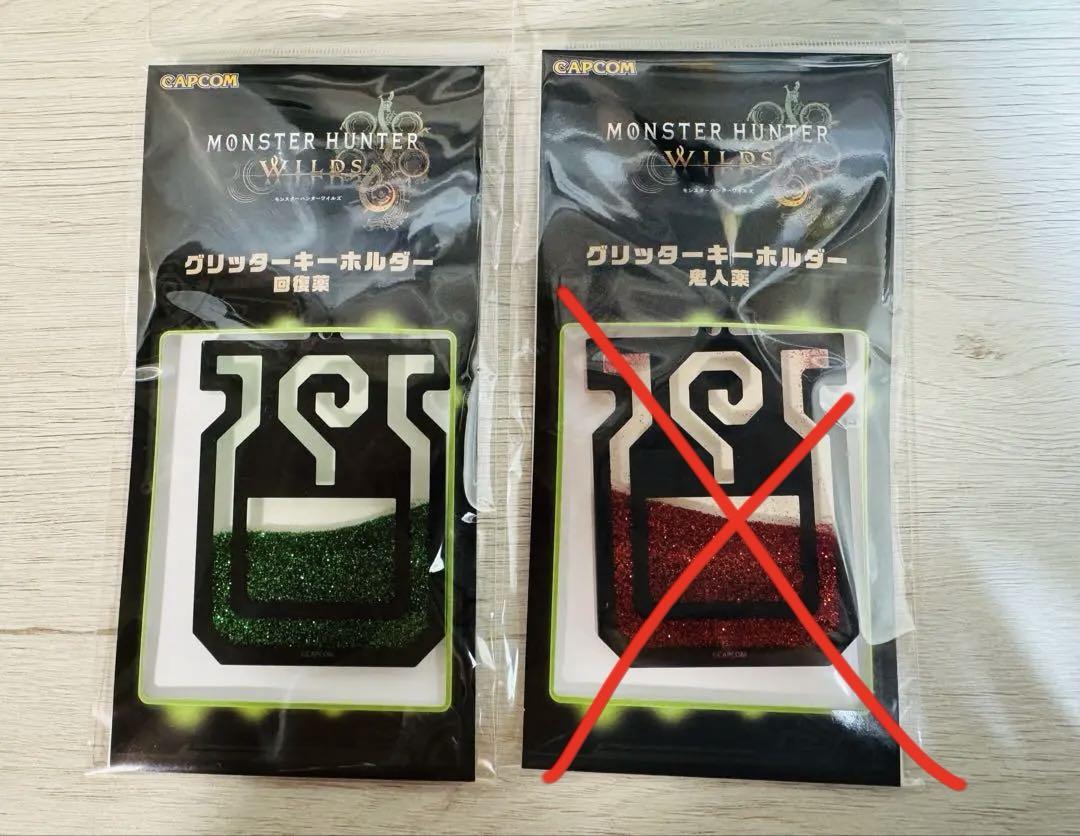 CAPCOM
MONSTER HUNTER
WILDS
モンスターハンターワイルズ
グリッターキーホルダー
回復薬
©CAPCOM
CAPCOM
MONSTER HUNTER
WILDS
モンスターハンターワイルズ
グリッターキーホルダー
鬼人薬
©CAPCOM